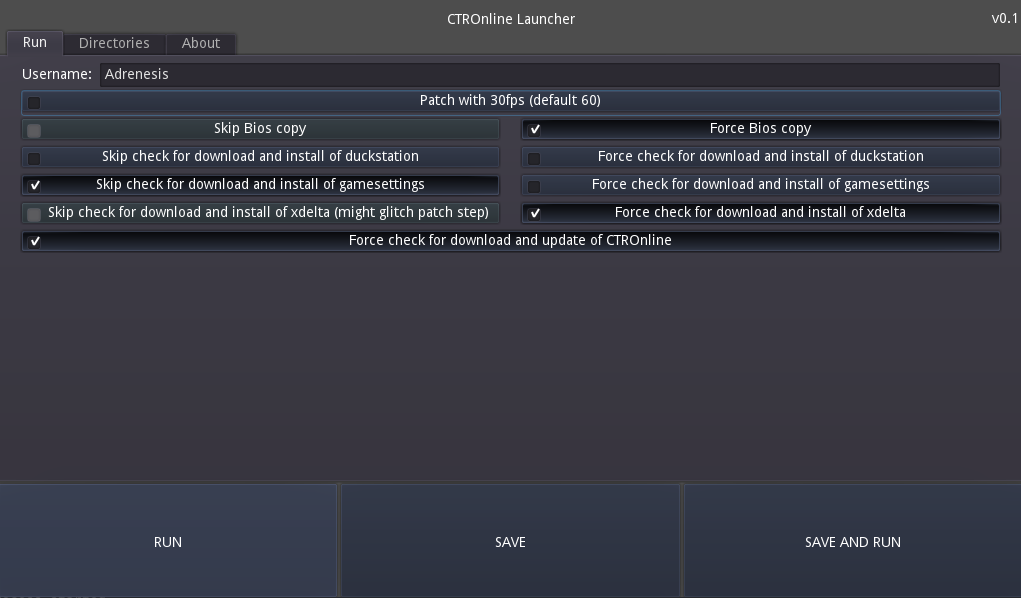 CTROnline Launcher
v0.1
Run Directories About
Username: Adrenesis
Patch with 30fps (default 60)
Skip Bios copy Force Bios copy
Skip check for download and install of duckstation Force check for download and install of duckstation
Skip check for download and install of gamesettings Force check for download and install of gamesettings
Skip check for download and install of xdelta (might glitch patch step) Force check for download and install of xdelta
Force check for download and update of CTROnline
RUN SAVE SAVE AND RUN